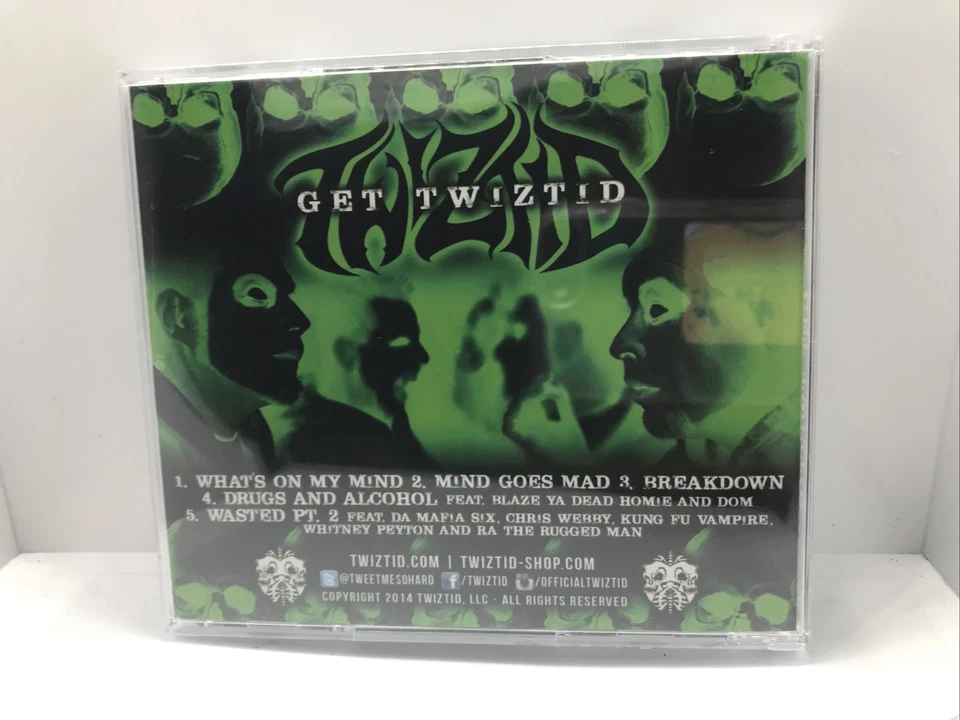 TWIZTID
GET TWIZTID
1. WHAT'S ON MY MIND 2. MIND GOES MAD 3. BREAKDOWN
4. DRUGS AND ALCOHOL FEAT. BLAZE YA DEAD HOMIE AND DOM
5. WASTED PT. 2 FEAT. DA MAFIA SIX, CHRIS WEBBY, KUNG FU VAMPIRE,
WHITNEY PEYTON AND RA THE RUGGED MAN
TWIZTID.COM | TWIZTID-SHOP.COM
@TWEETMESOHARD f /TWIZTID /OFFICIALTWIZTID
COPYRIGHT 2014 TWIZTID, LLC - ALL RIGHTS RESERVED